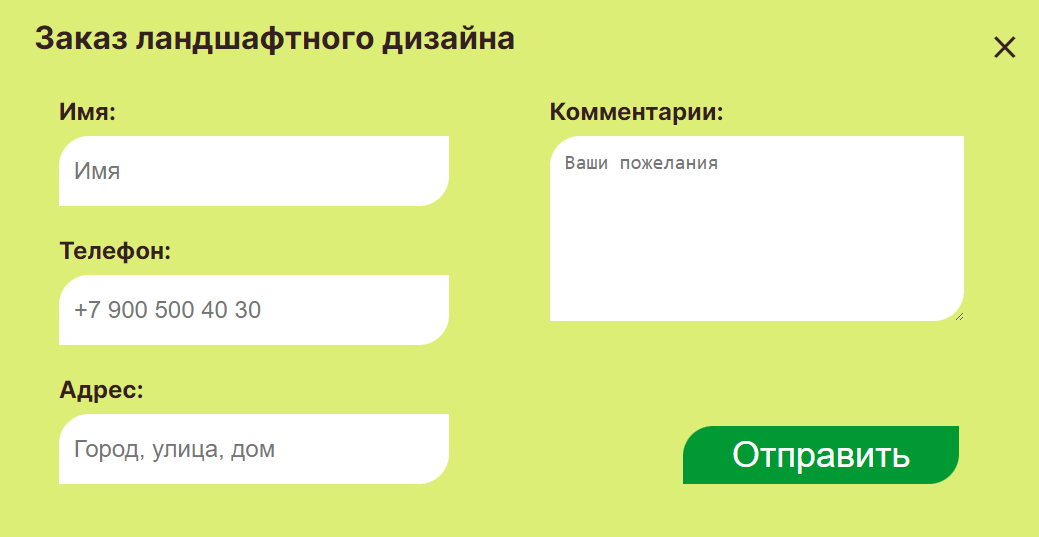 Заказ ландшафтного дизайна
Имя:
Имя
Телефон:
+7 900 500 40 30
Адрес:
Город, улица, дом
Комментарии:
Ваши пожелания
Отправить